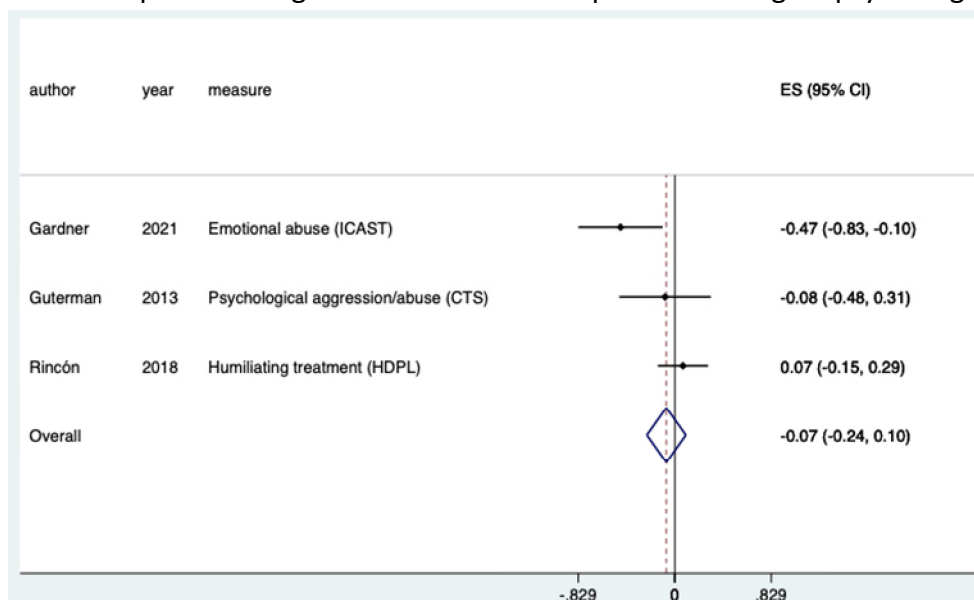 author year measure ES (95% CI)
Gardner 2021 Emotional abuse (ICAST) -0.47 (-0.83, -0.10)
Guterman 2013 Psychological aggression/abuse (CTS) -0.08 (-0.48, 0.31)
Rincón 2018 Humiliating treatment (HDPL) 0.07 (-0.15, 0.29)
Overall -0.07 (-0.24, 0.10)
-.829 0 .829